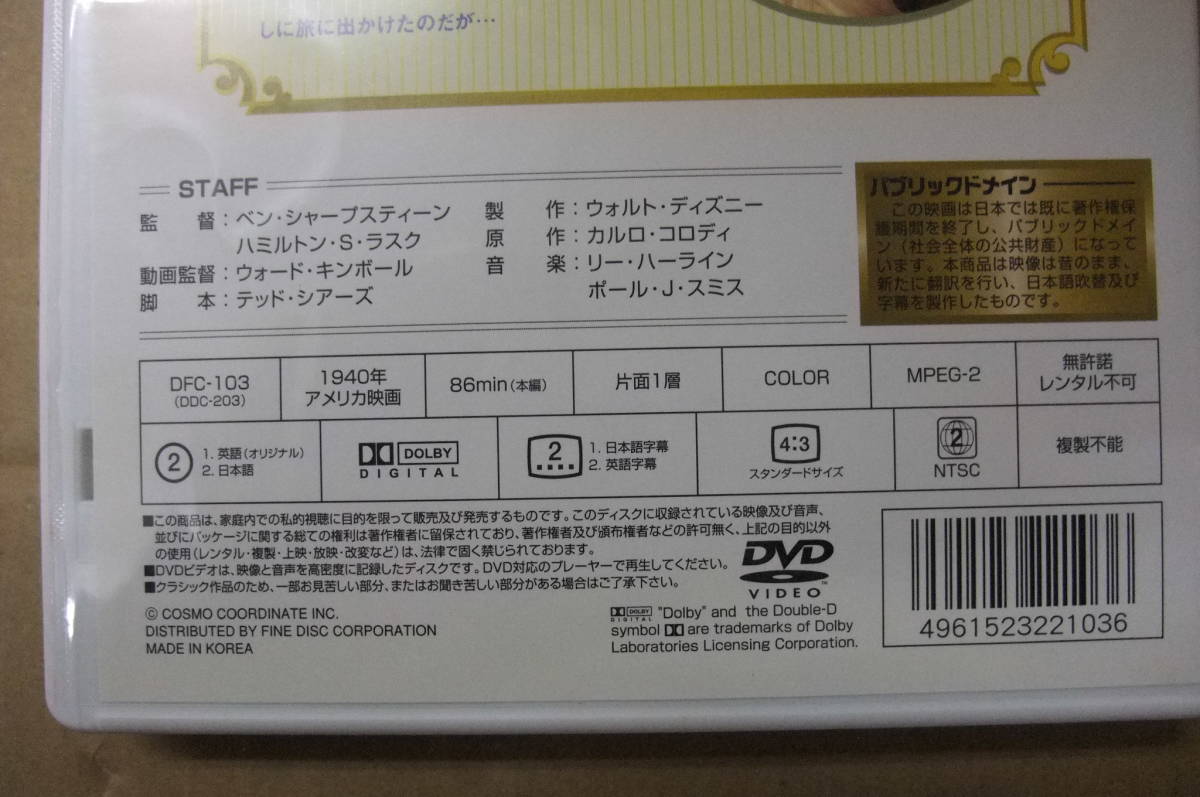 しに旅に出かけたのだが…
STAFF
監 督：ベン・シャープスティーン
ハミルトン・S・ラスク
動画監督：ウォード・キンボール
脚 本：テッド・シアーズ
製 作：ウォルト・ディズニー
原 作：カルロ・コロディ
音 楽：リー・ハーライン
ポール・J・スミス
パブリックドメイン
この映画は日本では既に著作権保
護期間を終了し、パブリックドメ
イン（社会全体の公共財産）になって
います。本商品は映像は昔のまま、
新たに翻訳を行い、日本語吹替及び
字幕を製作したものです。
DFC-103
(DDC-203)
1940年
アメリカ映画
86min（本編）
片面1層
COLOR
MPEG-2
無許諾
レンタル不可
2
1. 英語（オリジナル）
2. 日本語
DOLBY
DIGITAL
2
1. 日本語字幕
2. 英語字幕
4:3
スタンダードサイズ
2
NTSC
複製不能
■この商品は、家庭内での私的視聴に目的を限って販売及び発売するものです。このディスクに収録されている映像及び音声、
並びにパッケージに関する総ての権利は著作権者に留保されており、著作権者及び頒布権者などの許可無く、上記の目的以外
の使用（レンタル・複製・上映・放映・改変など）は、法律で固く禁じられております。
■DVDビデオは、映像と音声を高密度に記録したディスクです。DVD対応のプレーヤーで再生してください。
■クラシック作品のため、一部お見苦しい部分、またはお聞き苦しい部分がある場合はご了承下さい。
DVD
VIDEO
© COSMO COORDINATE INC.
DISTRIBUTED BY FINE DISC CORPORATION
MADE IN KOREA
DOLBY DIGITAL "Dolby" and the Double-D
symbol are trademarks of Dolby
Laboratories Licensing Corporation.
4961523221036